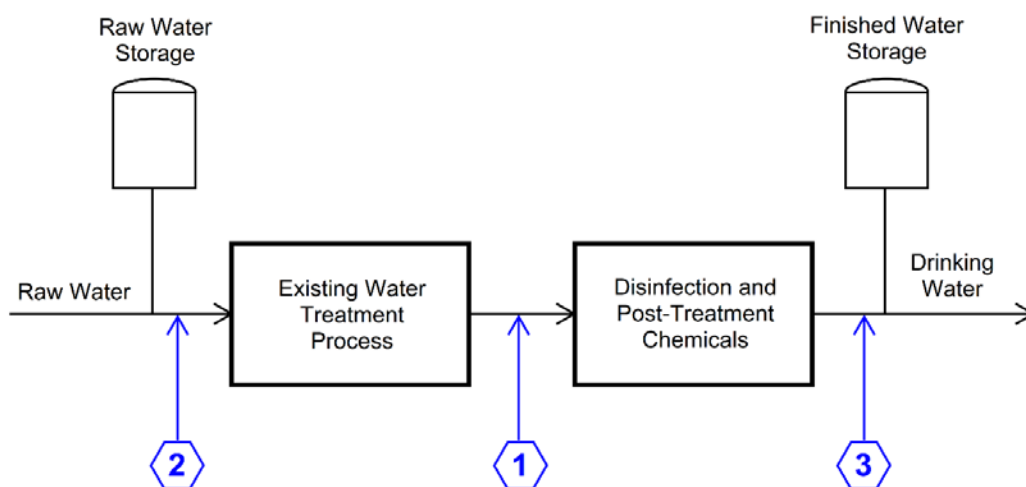 Raw Water
Storage
Finished Water
Storage
Raw Water
Existing Water
Treatment
Process
Disinfection and
Post-Treatment
Chemicals
Drinking
Water
2
1
3